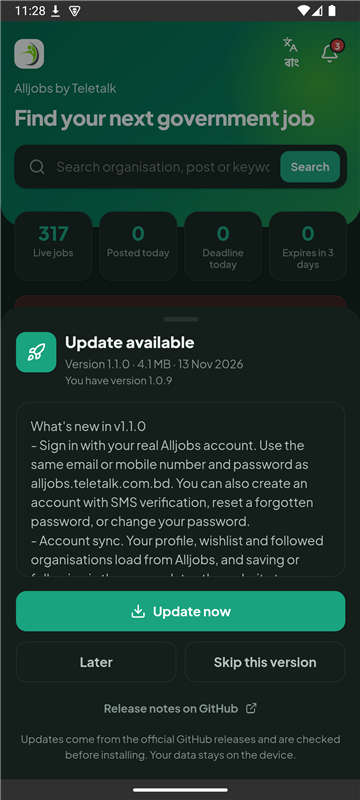 11:28
বাং
3
Alljobs by Teletalk
Find your next government job
Search organisation, post or keywo
Search
317
Live jobs
0
Posted today
0
Deadline
today
0
Expires in 3
days
Update available
Version 1.1.0 · 4.1 MB · 13 Nov 2026
You have version 1.0.9
What's new in v1.1.0
- Sign in with your real Alljobs account. Use the
same email or mobile number and password as
alljobs.teletalk.com.bd. You can also create an
account with SMS verification, reset a forgotten
password, or change your password.
- Account sync. Your profile, wishlist and followed
organisations load from Alljobs, and saving or
Update now
Later
Skip this version
Release notes on GitHub
Updates come from the official GitHub releases and are checked
before installing. Your data stays on the device.